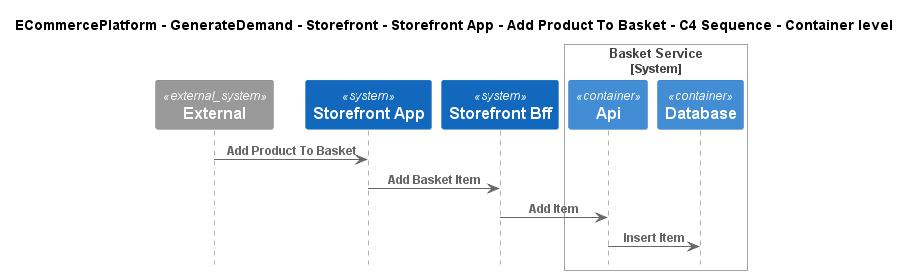 ECommercePlatform - GenerateDemand - Storefront - Storefront App - Add Product To Basket - C4 Sequence - Container level
Basket Service
[System]
«external_system»
External
«system»
Storefront App
«system»
Storefront Bff
«container»
Api
«container»
Database
Add Product To Basket
Add Basket Item
Add Item
Insert Item